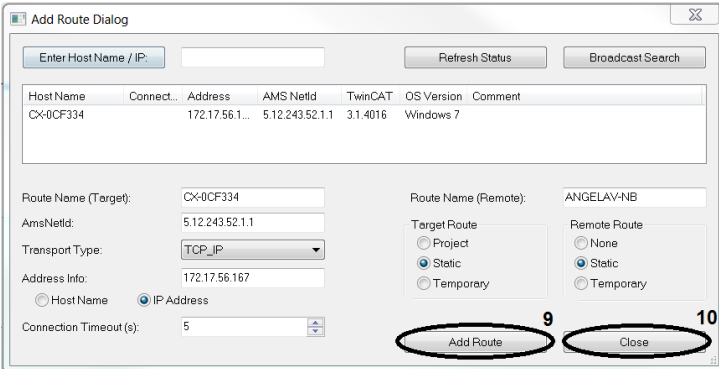 Add Route Dialog
Enter Host Name / IP: Refresh Status Broadcast Search
Host Name Connect... Address AMS NetId TwinCAT OS Version Comment
CX-0CF334 172.17.56.1... 5.12.243.52.1.1 3.1.4016 Windows 7
Route Name (Target): CX-0CF334 Route Name (Remote): ANGELAV-NB
AmsNetId: 5.12.243.52.1.1 Target Route Remote Route
Project None
Transport Type: TCP_IP
Static Static
Address Info: 172.17.56.167 Temporary Temporary
Host Name IP Address
9 10
Connection Timeout (s): 5
Add Route Close